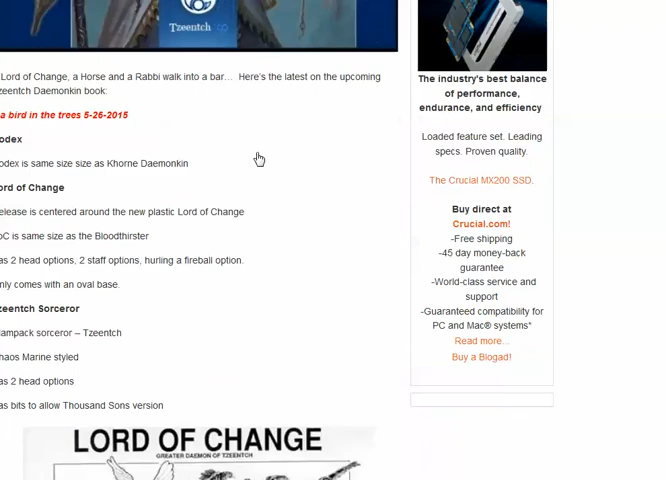 Tzeentch
Lord of Change, a Horse and a Rabbi walk into a bar… Here's the latest on the upcoming
zeentch Daemonkin book:
a bird in the trees 5-26-2015
odex
odex is same size size as Khorne Daemonkin
ord of Change
elease is centered around the new plastic Lord of Change
oC is same size as the Bloodthirster
as 2 head options, 2 staff options, hurling a fireball option.
nly comes with an oval base.
zeentch Sorceror
lampack sorceror – Tzeentch
haos Marine styled
as 2 head options
as bits to allow Thousand Sons version
LORD OF CHANGE
GREATER DAEMON OF TZEENTCH
The industry's best balance
of performance,
endurance, and efficiency
Loaded feature set. Leading
specs. Proven quality.
The Crucial MX200 SSD.
Buy direct at
Crucial.com!
-Free shipping
-45 day money-back
guarantee
-World-class service and
support
-Guaranteed compatibility for
PC and Mac® systems*
Read more...
Buy a Blogad!